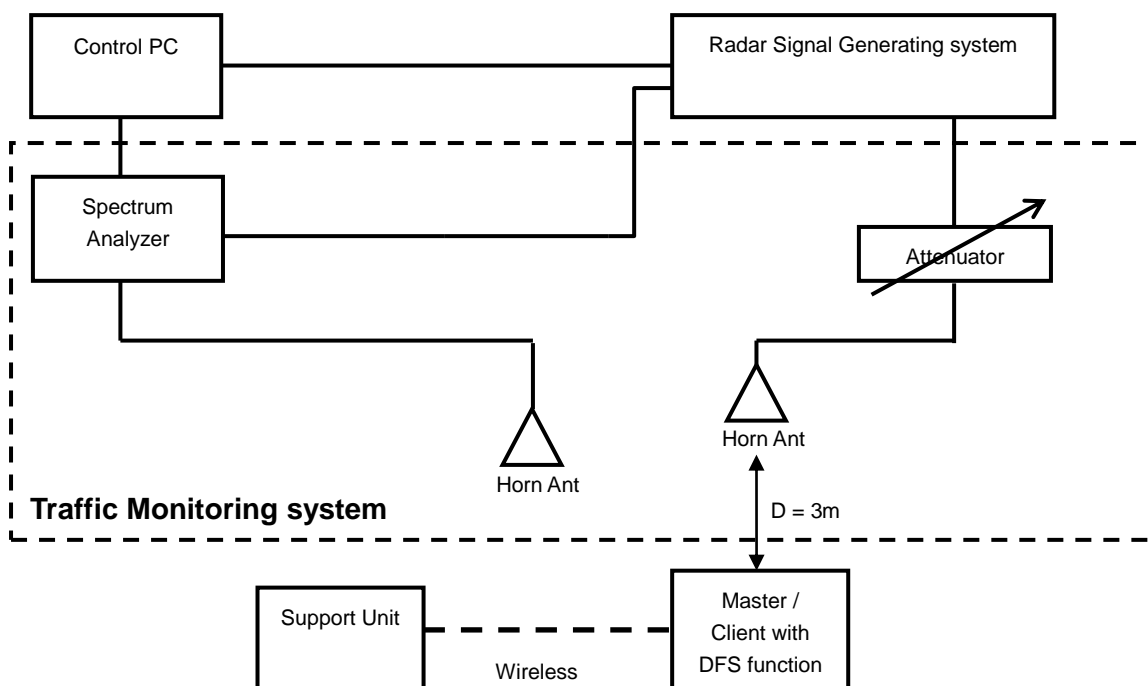 Control PC
Radar Signal Generating system
Spectrum
Analyzer
Attenuator
Horn Ant
Horn Ant
Traffic Monitoring system
D = 3m
Support Unit
Wireless
Master /
Client with
DFS function